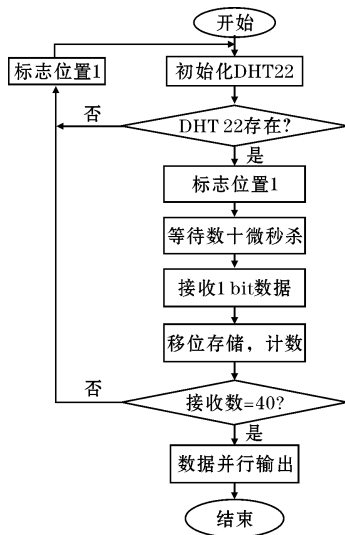 开始
标志位置1
初始化DHT22
否
DHT 22存在?
是
标志位置1
等待数十微秒杀
接收1 bit数据
移位存储，计数
否
接收数=40?
是
数据并行输出
结束